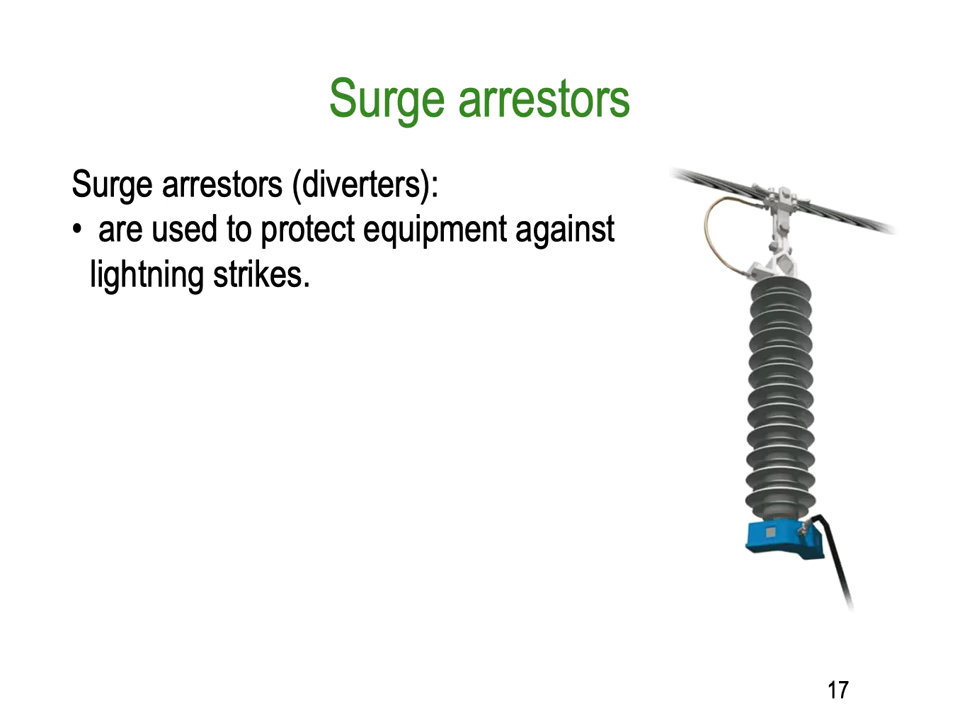 Surge arrestors
Surge arrestors (diverters):
• are used to protect equipment against
lightning strikes.
17